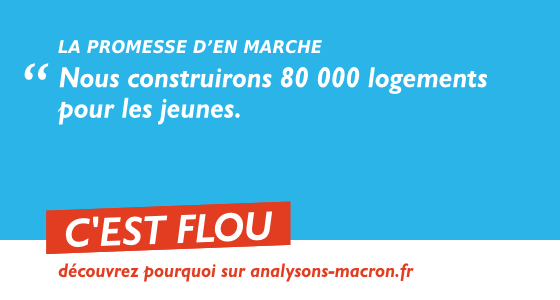 LA PROMESSE D’EN MARCHE
“ Nous construirons 80 000 logements
pour les jeunes.
C'EST FLOU
découvrez pourquoi sur analysons-macron.fr